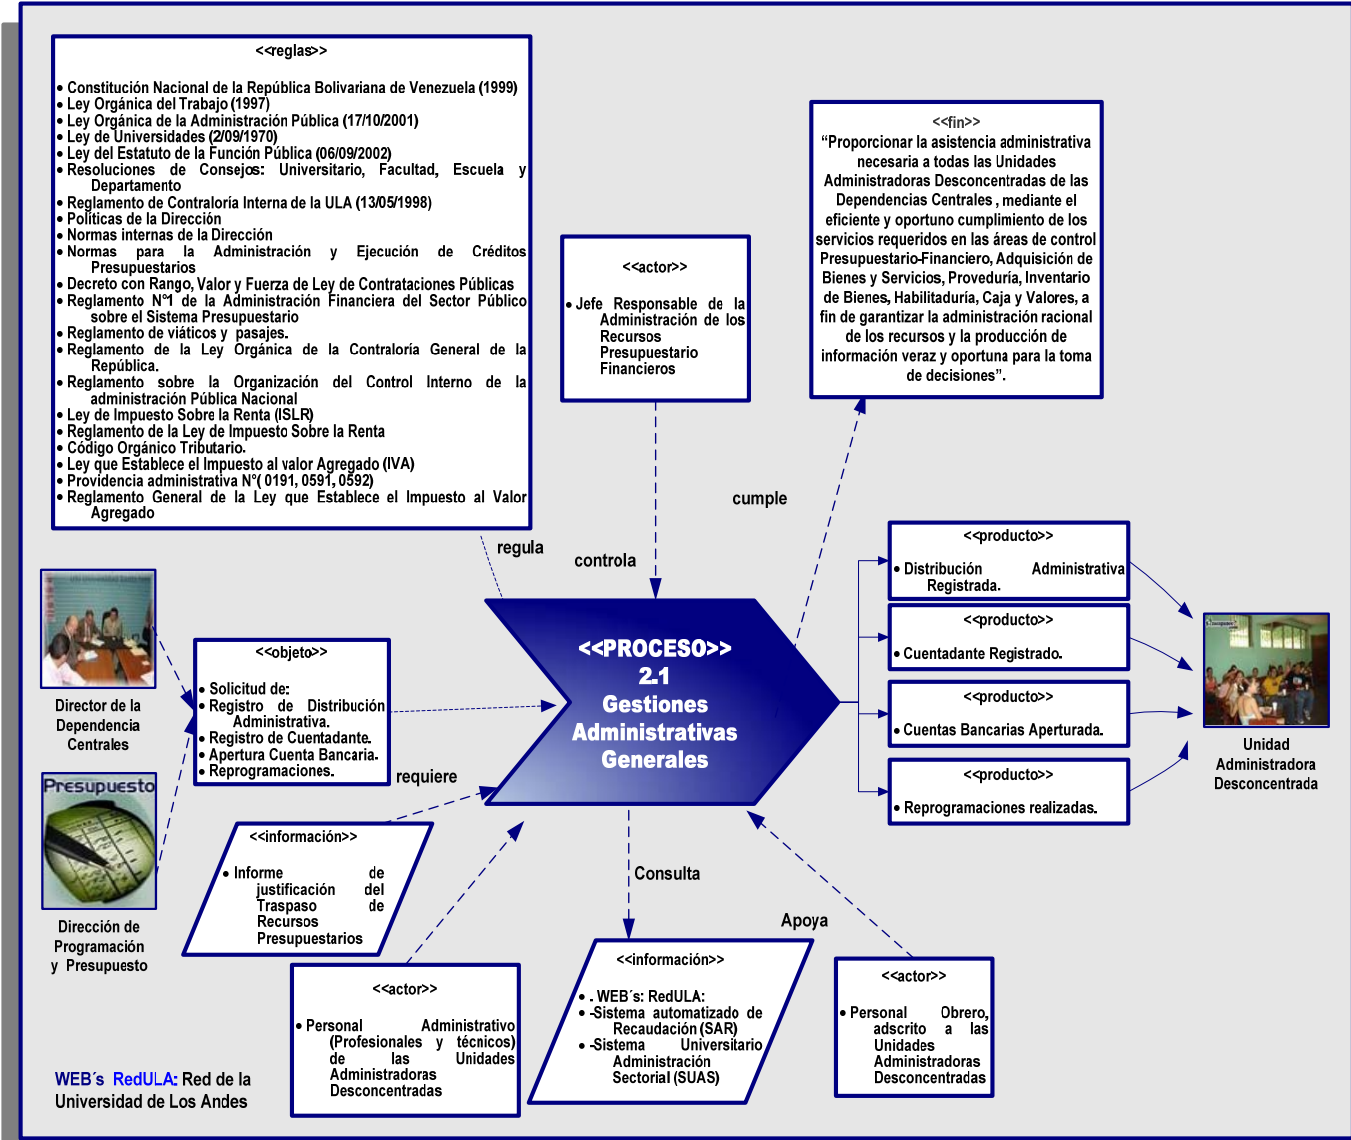 <<reglas>>
• Constitución Nacional de la República Bolivariana de Venezuela (1999)
• Ley Orgánica del Trabajo (1997)
• Ley Orgánica de la Administración Pública (17/10/2001)
• Ley de Universidades (2/09/1970)
• Ley del Estatuto de la Función Pública (06/09/2002)
• Resoluciones de Consejos: Universitario, Facultad, Escuela y
Departamento
• Reglamento de Contraloría Interna de la ULA (13/05/1998)
• Políticas de la Dirección
• Normas internas de la Dirección
• Normas para la Administración y Ejecución de Créditos
Presupuestarios
• Decreto con Rango, Valor y Fuerza de Ley de Contrataciones Públicas
• Reglamento Nº1 de la Administración Financiera del Sector Público
sobre el Sistema Presupuestario
• Reglamento de viáticos y pasajes.
• Reglamento de la Ley Orgánica de la Contraloría General de la
República.
• Reglamento sobre la Organización del Control Interno de la
administración Pública Nacional
• Ley de Impuesto Sobre la Renta (ISLR)
• Reglamento de la Ley de Impuesto Sobre la Renta
• Código Orgánico Tributario.
• Ley que Establece el Impuesto al valor Agregado (IVA)
• Providencia administrativa N°( 0191, 0591, 0592)
• Reglamento General de la Ley que Establece el Impuesto al Valor
Agregado
<<actor>>
• Jefe Responsable de la
Administración de los
Recursos
Presupuestario
Financieros
<<fin>>
“Proporcionar la asistencia administrativa
necesaria a todas las Unidades
Administradoras Desconcentradas de las
Dependencias Centrales , mediante el
eficiente y oportuno cumplimiento de los
servicios requeridos en las áreas de control
Presupuestario-Financiero, Adquisición de
Bienes y Servicios, Proveduría, Inventario
de Bienes, Habilitaduría, Caja y Valores, a
fin de garantizar la administración racional
de los recursos y la producción de
información veraz y oportuna para la toma
de decisiones”.
regula
controla
cumple
Director de la
Dependencia
Centrales
Presupuesto
Dirección de
Programación
y Presupuesto
<<objeto>>
• Solicitud de:
• Registro de Distribución
Administrativa.
• Registro de Cuentadante.
• Apertura Cuenta Bancaria.
• Reprogramaciones.
requiere
<<PROCESO>>
2.1
Gestiones
Administrativas
Generales
<<producto>>
• Distribución Administrativa
Registrada.
<<producto>>
• Cuentadante Registrado.
<<producto>>
• Cuentas Bancarias Aperturada.
<<producto>>
• Reprogramaciones realizadas.
Unidad
Administradora
Desconcentrada
<<información>>
• Informe de
justificación del
Traspaso de
Recursos
Presupuestarios
<<actor>>
• Personal Administrativo
(Profesionales y técnicos)
de las Unidades
Administradoras
Desconcentradas
Consulta
<<información>>
• . WEB´s: RedULA:
• -Sistema automatizado de
Recaudación (SAR)
• -Sistema Universitario
Administración
Sectorial (SUAS)
Apoya
<<actor>>
• Personal Obrero,
adscrito a las
Unidades
Administradoras
Desconcentradas
WEB´s RedULA: Red de la
Universidad de Los Andes